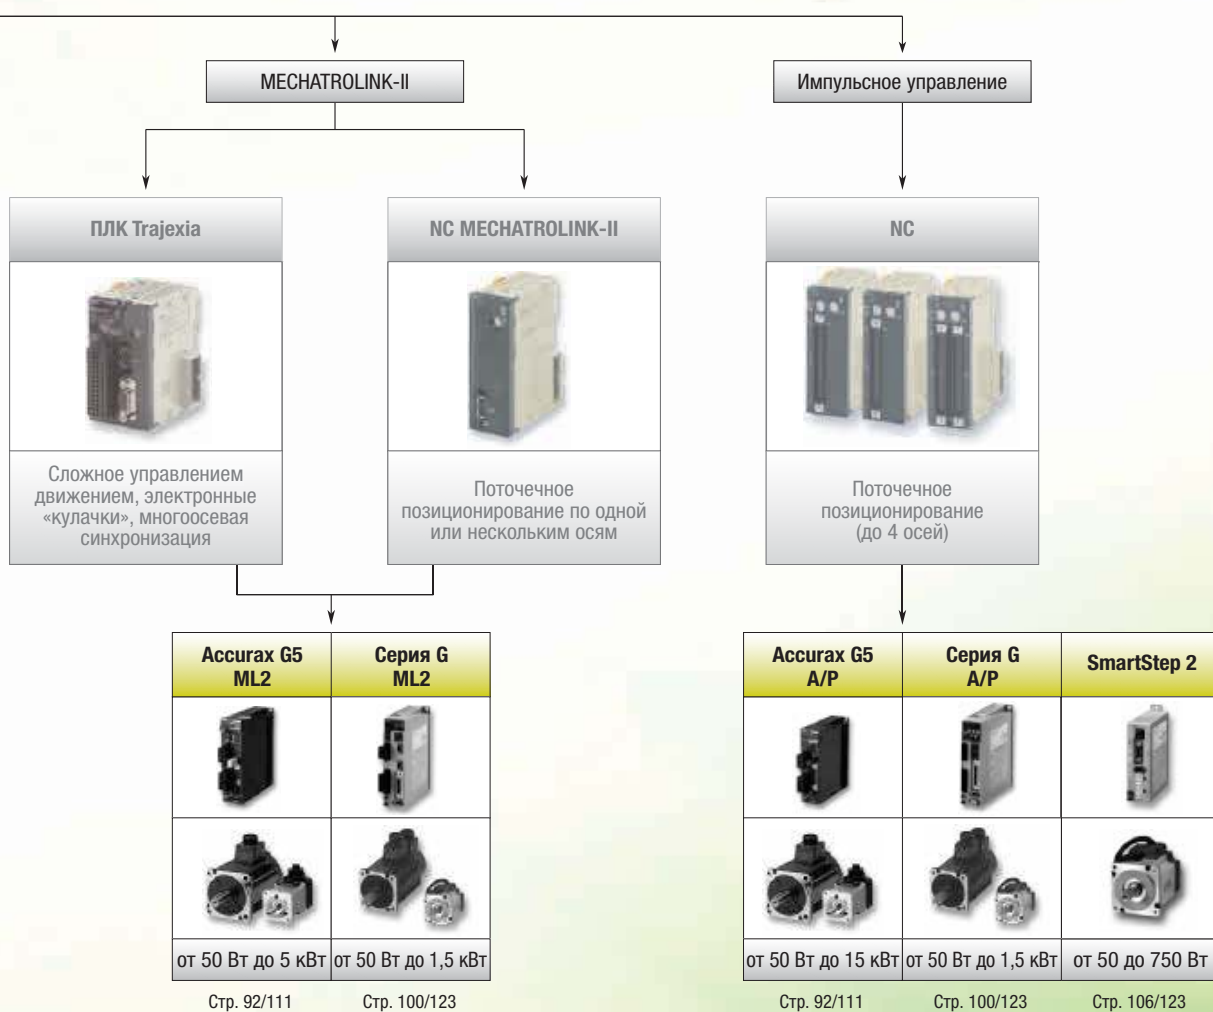 MECHATROLINK-II
Импульсное управление
ПЛК Trajexia
NC MECHATROLINK-II
NC
Сложное управлением
движением, электронные
«кулачки», многоосевая
синхронизация
Поточечное
позиционирование по одной
или нескольким осям
Поточечное
позиционирование
(до 4 осей)
Accurax G5
ML2
Серия G
ML2
Accurax G5
A/P
Серия G
A/P
SmartStep 2
от 50 Вт до 5 кВт
от 50 Вт до 1,5 кВт
от 50 Вт до 15 кВт
от 50 Вт до 1,5 кВт
от 50 до 750 Вт
Стр. 92/111
Стр. 100/123
Стр. 92/111
Стр. 100/123
Стр. 106/123